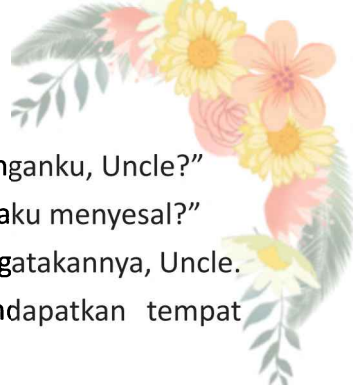 nganku, Uncle?”
aku menyesal?”
gatakannya, Uncle.
ndapatkan tempat